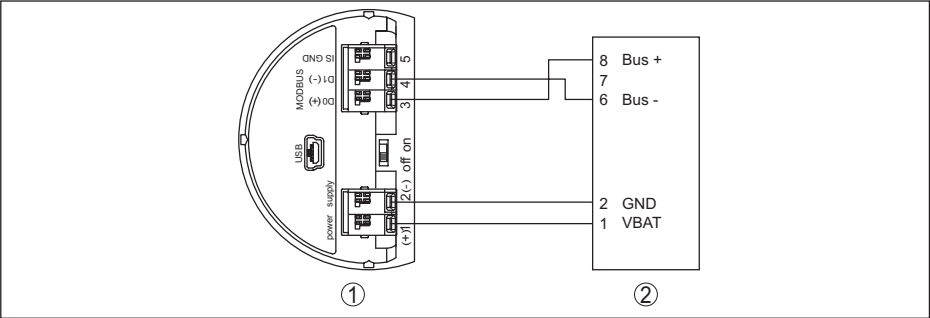 IS GND
5
MODBUS
D1(-)
4
D0(+)
3
USB
off on
power supply
2(-)
(+)1
8 Bus +
7
6 Bus -
2 GND
1 VBAT
1
2